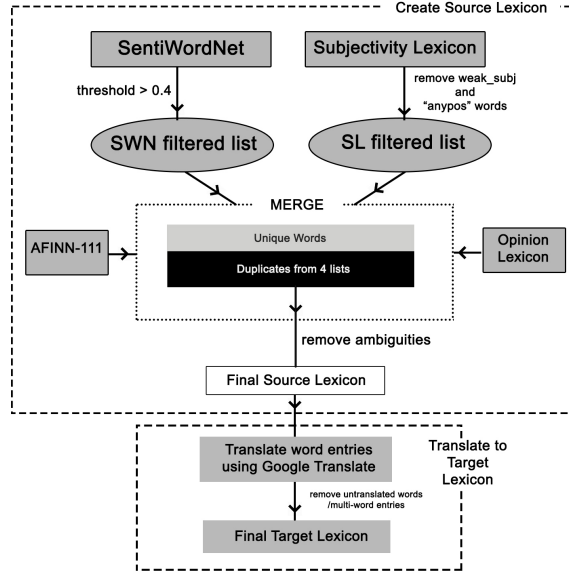 Create Source Lexicon
SentiWordNet
Subjectivity Lexicon
threshold > 0.4
remove weak_subj
and
"anypos" words
SWN filtered list
SL filtered list
MERGE
AFINN-111
Unique Words
Duplicates from 4 lists
Opinion
Lexicon
remove ambiguities
Final Source Lexicon
Translate word entries
using Google Translate
Translate to
Target
Lexicon
remove untranslated words
/multi-word entries
Final Target Lexicon